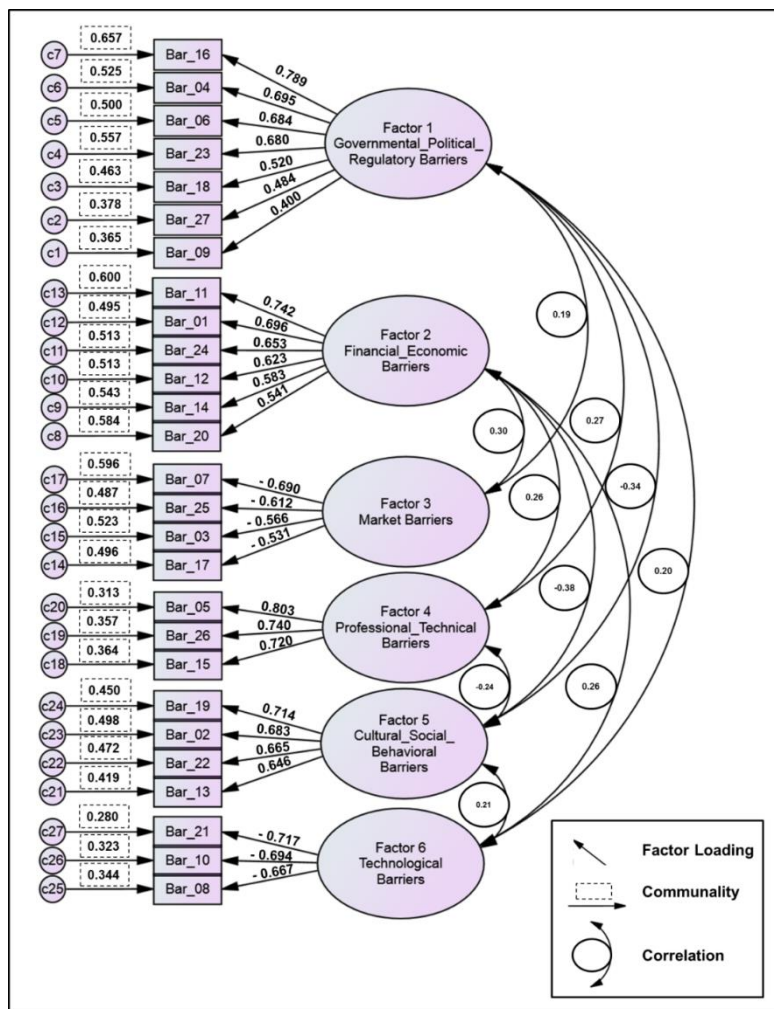 c7 0.657 Bar_16 0.789
c6 0.525 Bar_04 0.695
c5 0.500 Bar_06 0.684
c4 0.557 Bar_23 0.680
c3 0.463 Bar_18 0.520
c2 0.378 Bar_27 0.484
c1 0.365 Bar_09 0.400
Factor 1
Governmental_Political_
Regulatory Barriers
c13 0.600 Bar_11 0.742
c12 0.495 Bar_01 0.696
c11 0.513 Bar_24 0.653
c10 0.513 Bar_12 0.623
c9 0.543 Bar_14 0.583
c8 0.584 Bar_20 0.541
Factor 2
Financial_Economic
Barriers
c17 0.596 Bar_07 - 0.690
c16 0.487 Bar_25 - 0.612
c15 0.523 Bar_03 - 0.566
c14 0.496 Bar_17 - 0.531
Factor 3
Market Barriers
c20 0.313 Bar_05 0.803
c19 0.357 Bar_26 0.740
c18 0.364 Bar_15 0.720
Factor 4
Professional_Technical
Barriers
c24 0.450 Bar_19 0.714
c23 0.498 Bar_02 0.683
c22 0.472 Bar_22 0.665
c21 0.419 Bar_13 0.646
Factor 5
Cultural_Social_
Behavioral
Barriers
c27 0.280 Bar_21 - 0.717
c26 0.323 Bar_10 - 0.694
c25 0.344 Bar_08 - 0.667
Factor 6
Technological
Barriers
0.19
0.30
0.27
0.26
-0.34
-0.38
0.20
-0.24
0.26
0.21
Factor Loading
Communality
Correlation